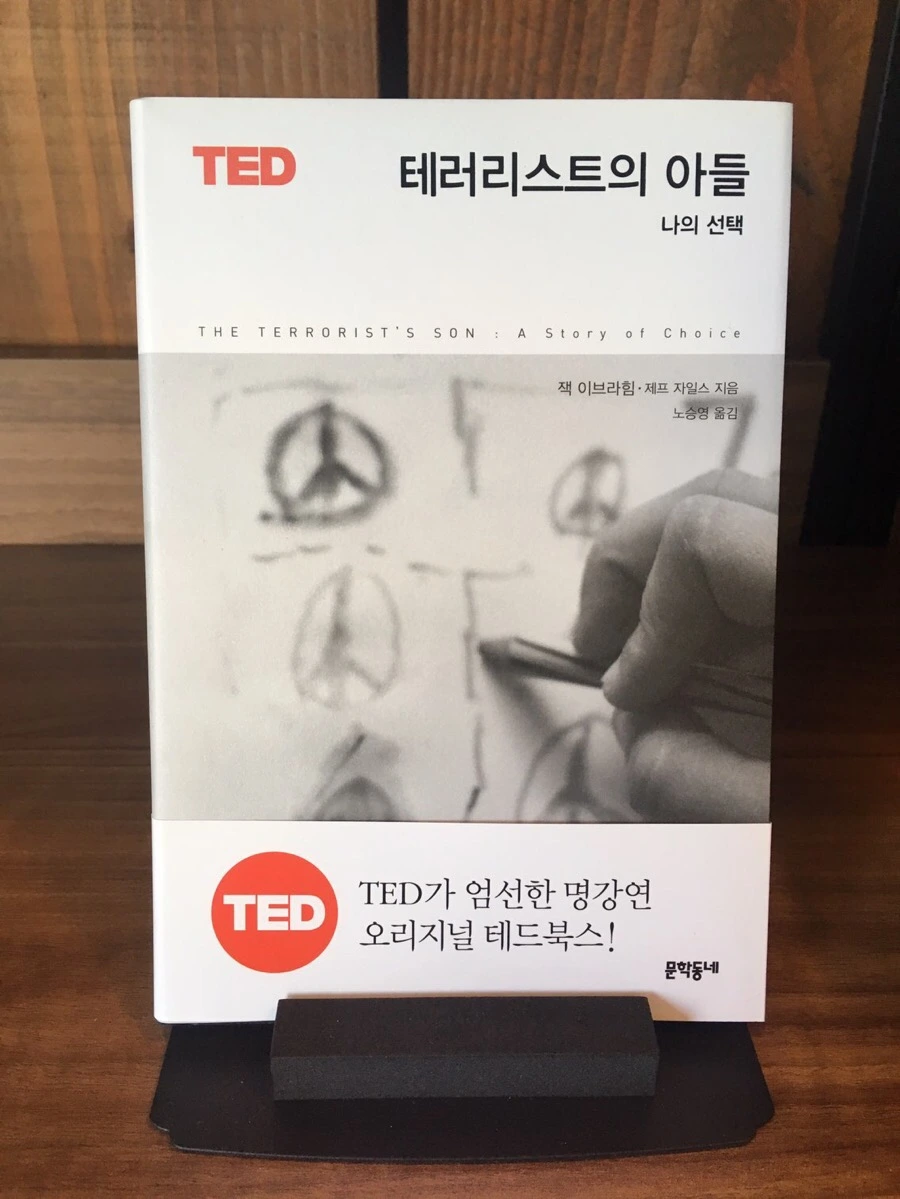 TED
테러리스트의 아들
나의 선택
THE TERRORIST'S SON : A Story of Choice
잭 이브라힘 · 제프 자일스 지음
노승영 옮김
TED
TED가 엄선한 명강연
오리지널 테드북스!
문학동네